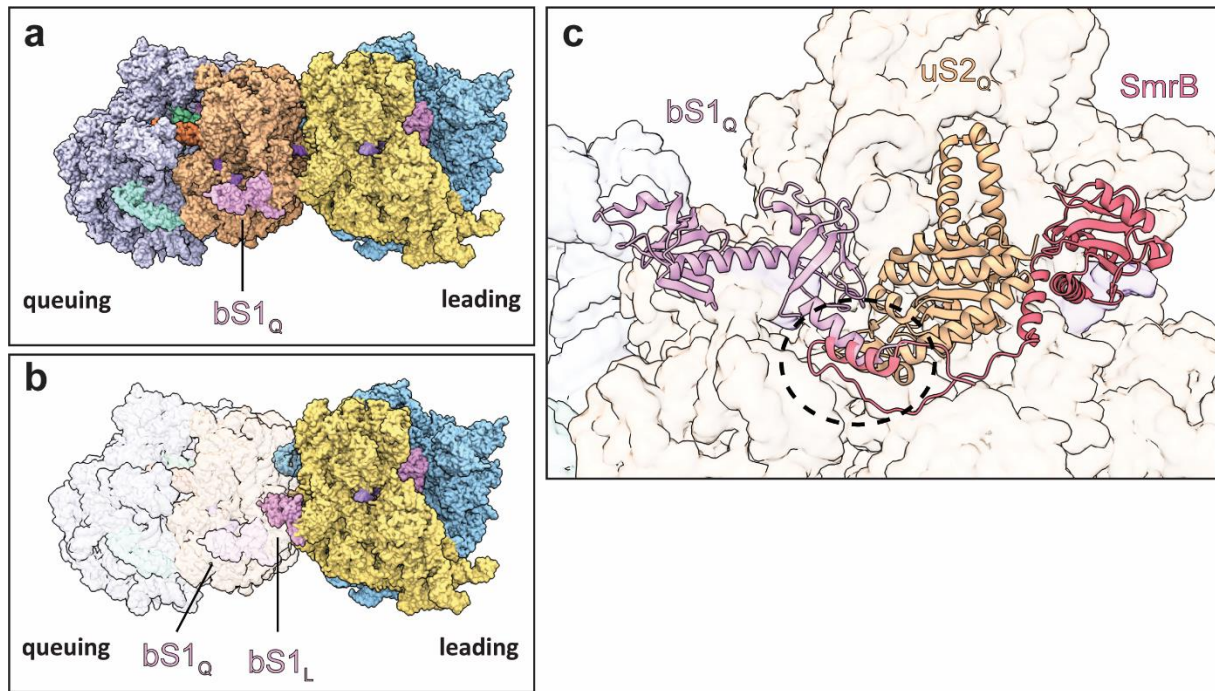 a
queuing
bS1Q
leading
b
queuing
bS1Q
bS1L
leading
c
bS1Q
uS2Q
SmrB